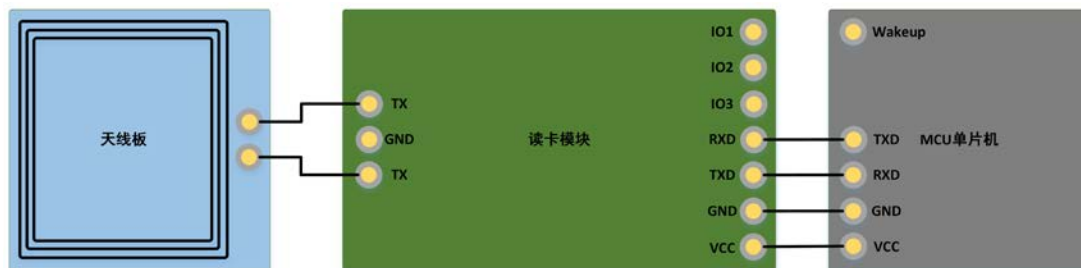 天线板
TX
GND
TX
读卡模块
IO1
IO2
IO3
RXD
TXD
GND
VCC
Wakeup
TXD
MCU单片机
RXD
GND
VCC